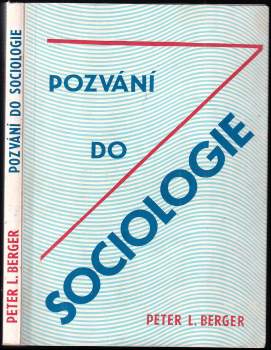 PETER L. BERGER POZVÁNÍ DO SOCIOLOGIE
POZVÁNÍ
DO
SOCIOLOGIE
PETER L. BERGER